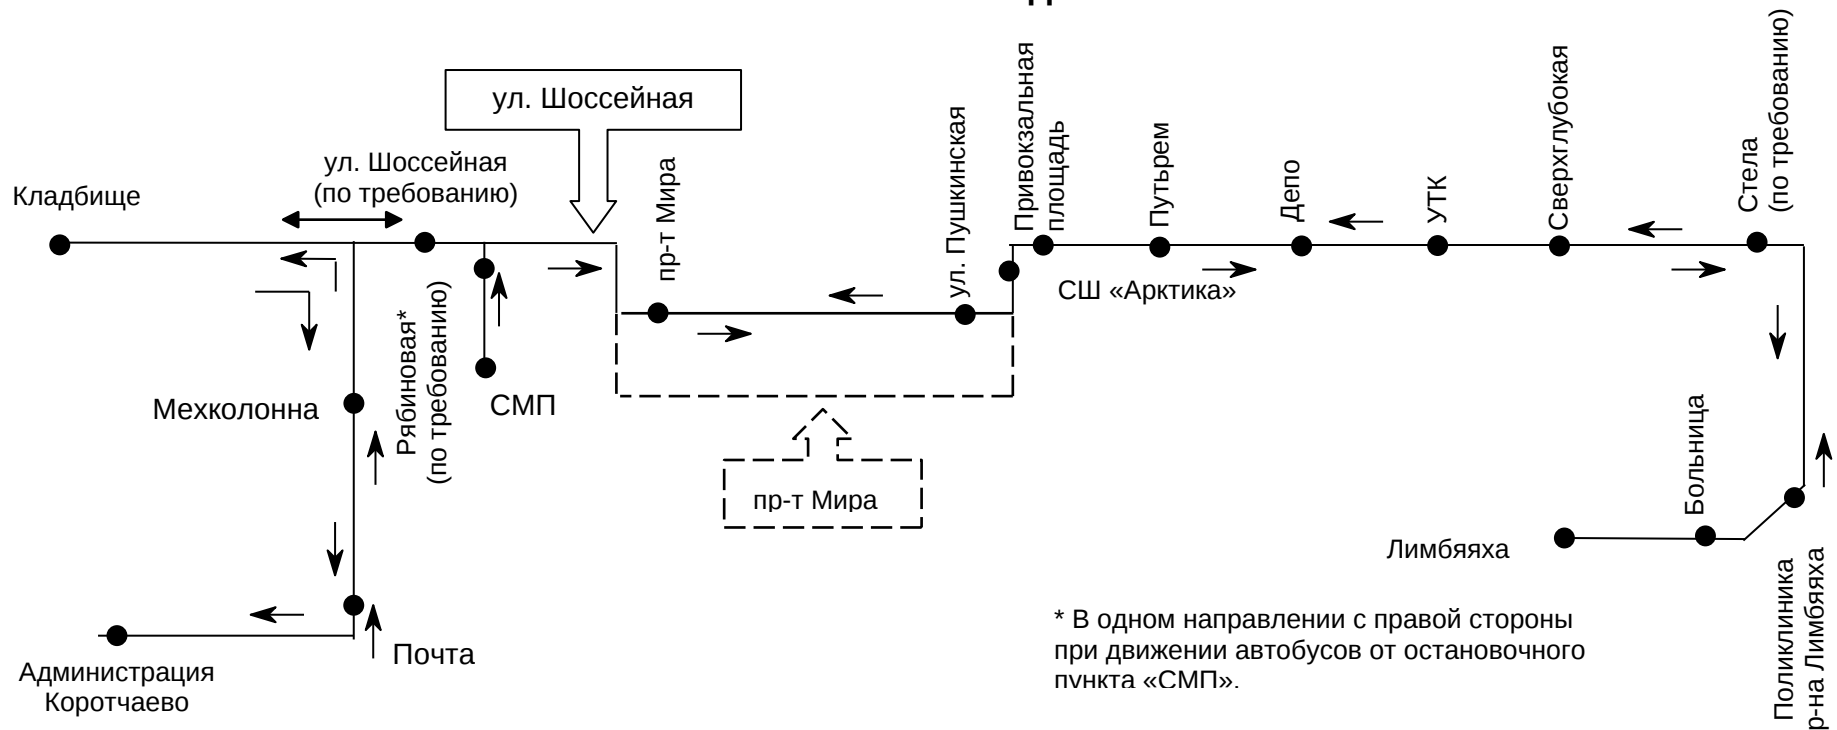 ул. Шоссейная
ул. Шоссейная
(по требованию)
Кладбище
пр-т Мира
ул. Пушкинская
Привокзальная
площадь
Путьрем
Депо
УТК
Сверхглубокая
Стела
(по требованию)
СШ «Арктика»
Рябиновая*
(по требованию)
Мехколонна
СМП
пр-т Мира
Больница
Лимбяяха
Поликлиника
р-на Лимбяяха
* В одном направлении с правой стороны
при движении автобусов от остановочного
пункта «СМП».
Почта
Администрация
Коротчаево